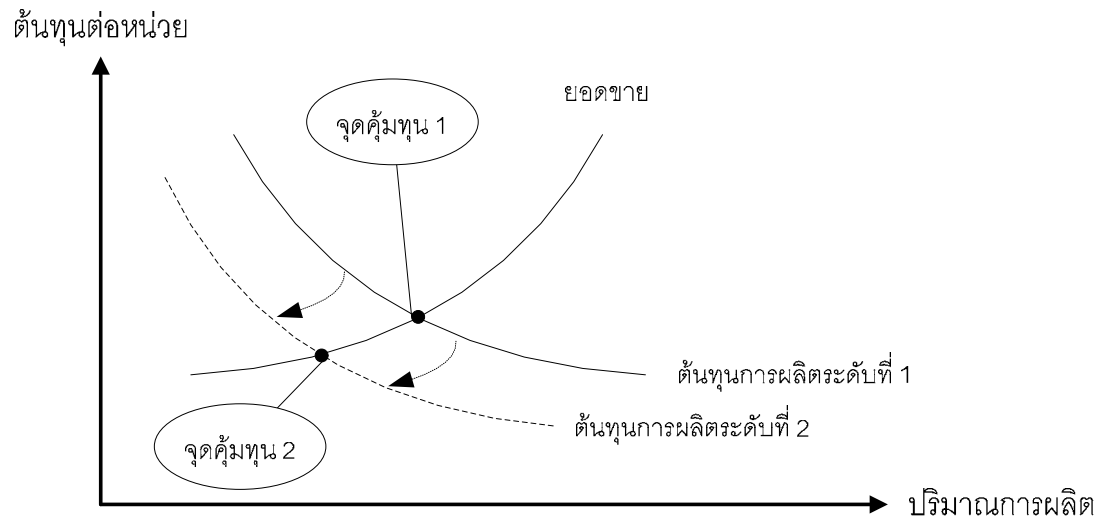 ต้นทุนต่อหน่วย
ยอดขาย
จุดคุ้มทุน 1
ต้นทุนการผลิตระดับที่ 1
ต้นทุนการผลิตระดับที่ 2
จุดคุ้มทุน 2
ปริมาณการผลิต